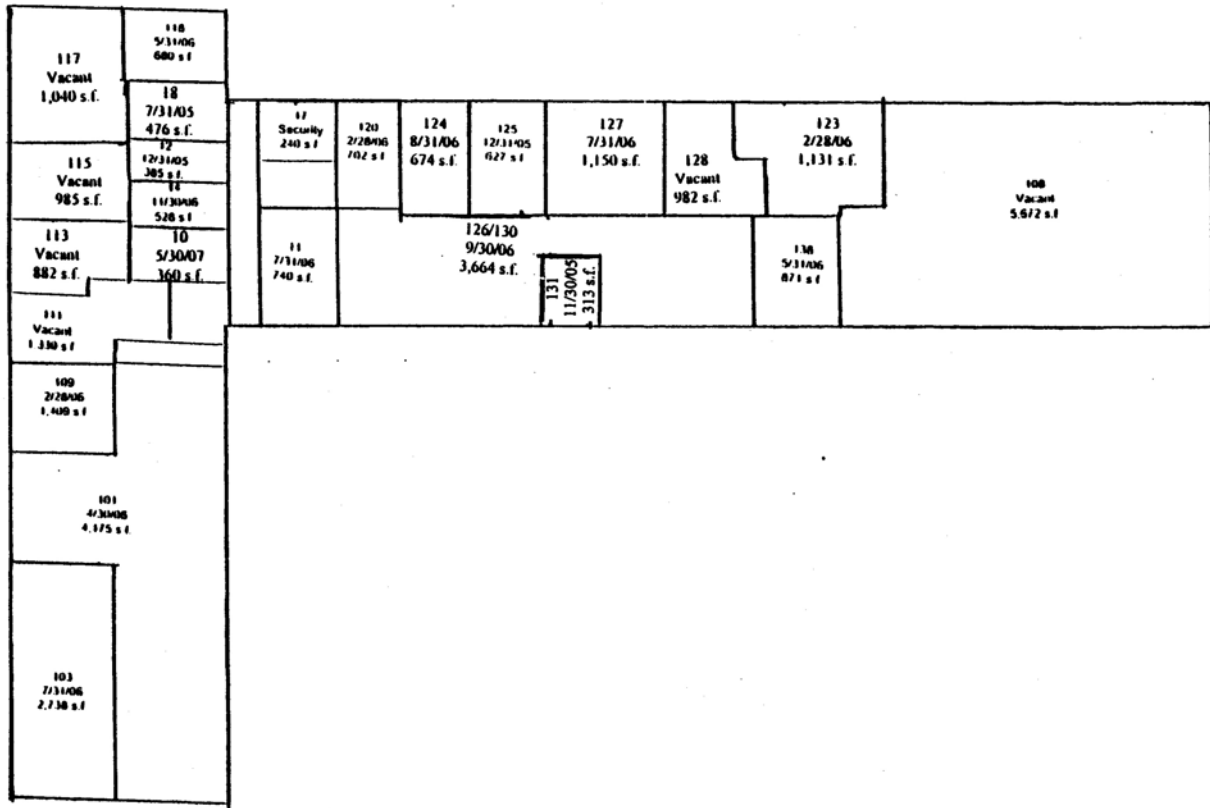 118
5/31/06
680 s f
117
Vacant
1,040 s.f.
18
7/31/05
476 s.f.
12
12/31/05
385 s.f.
14
11/30/06
528 s f
115
Vacant
985 s.f.
113
Vacant
882 s.f.
10
5/30/07
360 s.f.
111
Vacant
1 330 s f
109
2/28/06
1,409 s f
101
4/30/06
4,175 s f.
103
7/31/06
2,738 s.f
17
Security
240 s f
120
2/28/06
702 s f
124
8/31/06
674 s.f.
125
12/31/05
627 s f
127
7/31/06
1,150 s.f.
128
Vacant
982 s.f.
123
2/28/06
1,131 s.f.
108
Vacant
5,672 s.f
11
7/31/06
740 s.f.
126/130
9/30/06
3,664 s.f.
131
11/30/05
313 s.f.
138
5/31/06
871 s f